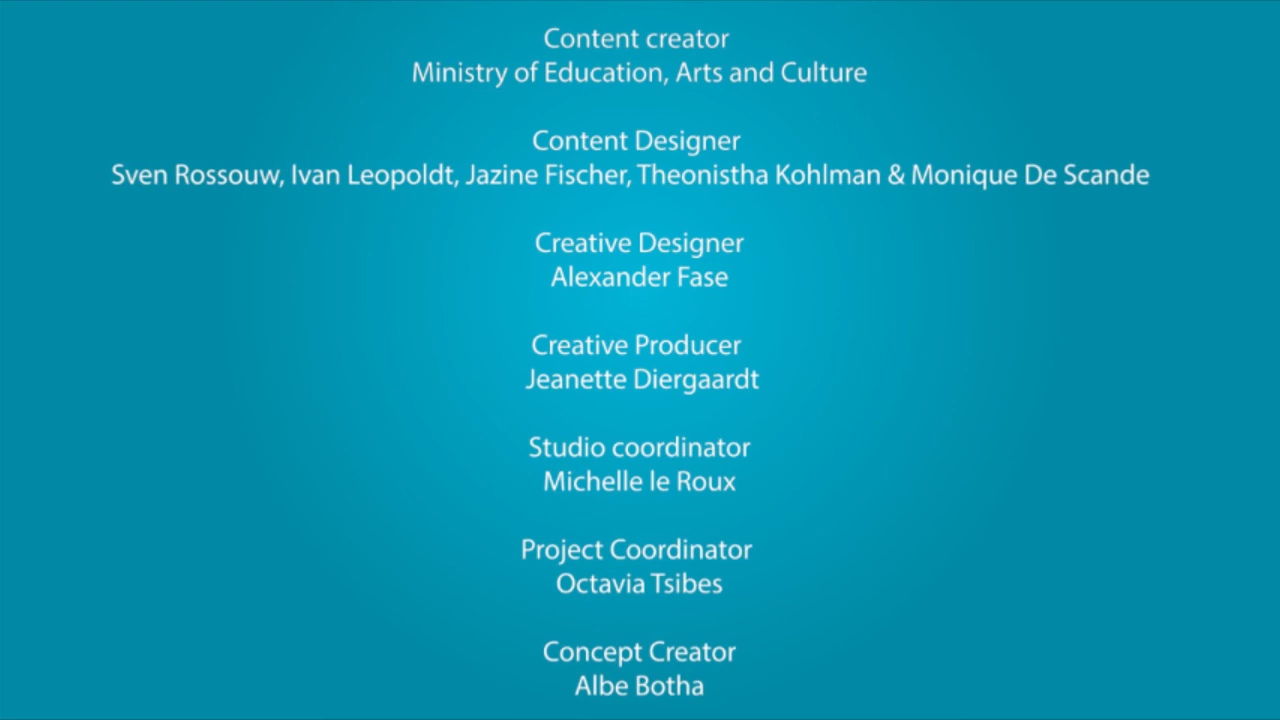 Content creator
Ministry of Education, Arts and Culture
Content Designer
Sven Rossouw, Ivan Leopoldt, Jazine Fischer, Theonistha Kohlman & Monique De Scande
Creative Designer
Alexander Fase
Creative Producer
Jeanette Diergaardt
Studio coordinator
Michelle le Roux
Project Coordinator
Octavia Tsibes
Concept Creator
Albe Botha